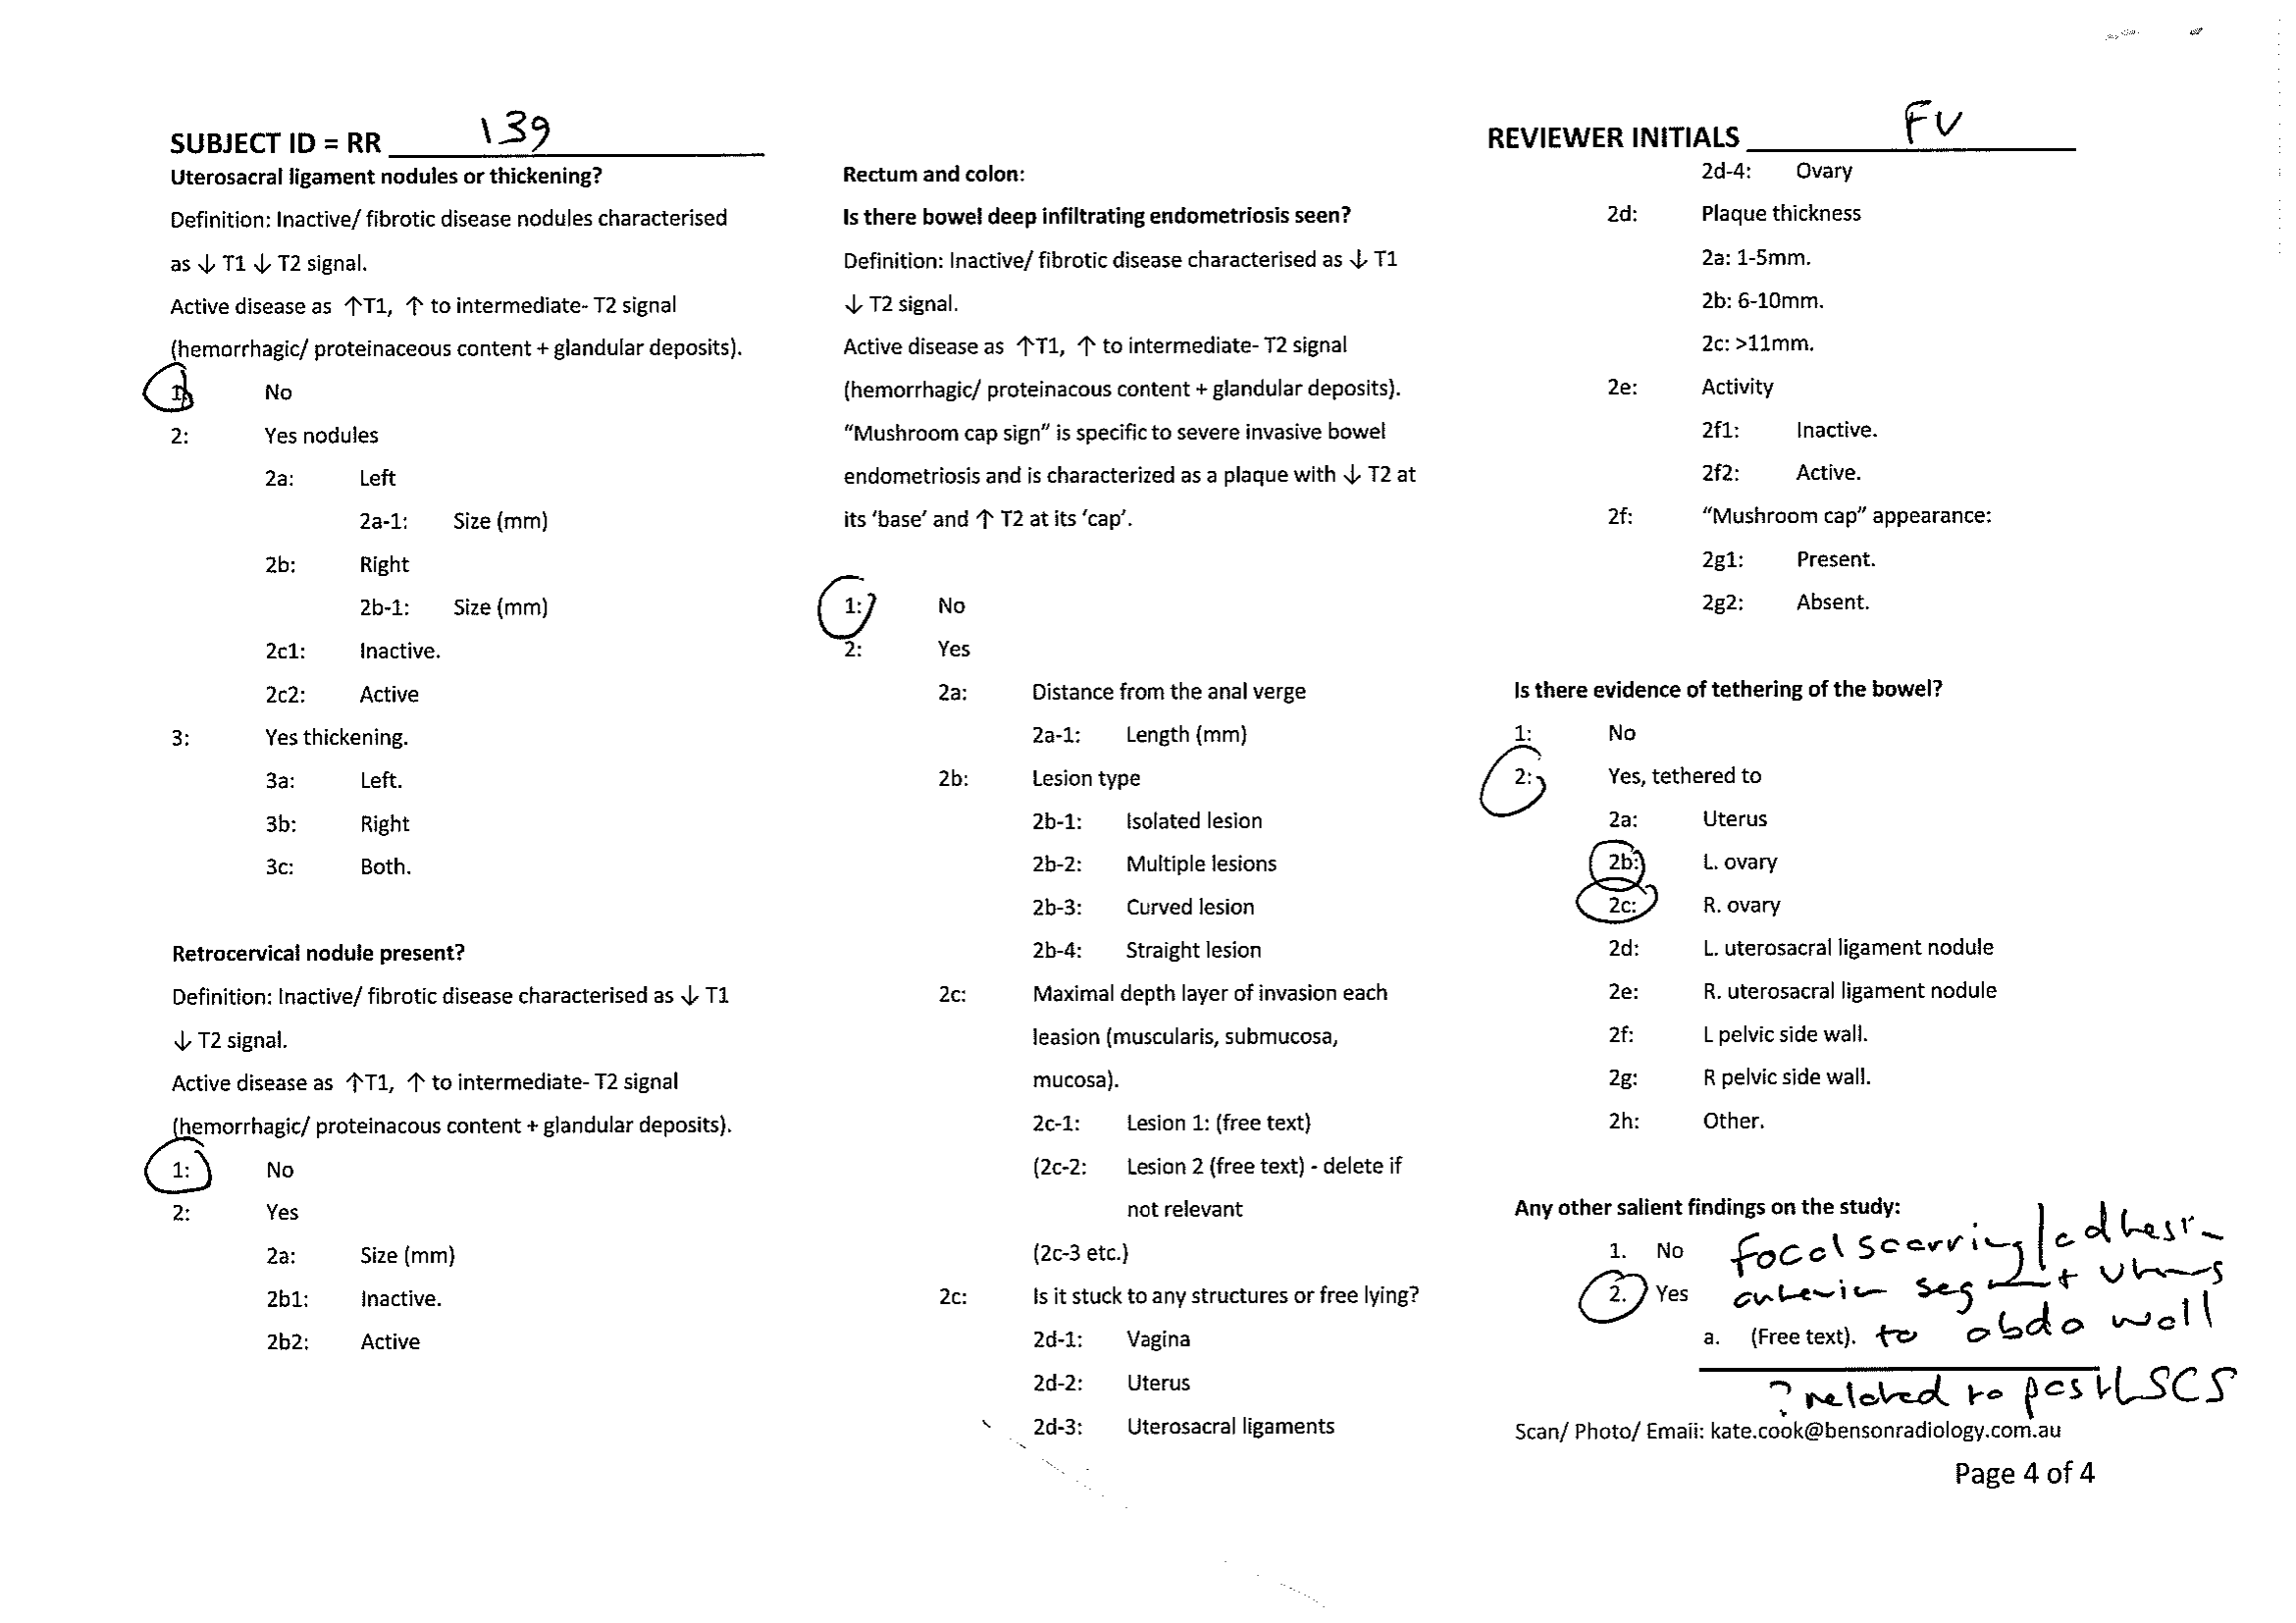 SUBJECT ID = RR 139
Uterosacral ligament nodules or thickening?
Definition: Inactive/ fibrotic disease nodules characterised
as ↓ T1 ↓ T2 signal.
Active disease as ↑T1, ↑ to intermediate- T2 signal
(hemorrhagic/ proteinaceous content + glandular deposits).
1: No
2: Yes nodules
2a: Left
2a-1: Size (mm)
2b: Right
2b-1: Size (mm)
2c1: Inactive.
2c2: Active
3: Yes thickening.
3a: Left.
3b: Right
3c: Both.
Retrocervical nodule present?
Definition: Inactive/ fibrotic disease characterised as ↓ T1
↓ T2 signal.
Active disease as ↑T1, ↑ to intermediate- T2 signal
(hemorrhagic/ proteinacous content + glandular deposits).
1: No
2: Yes
2a: Size (mm)
2b1: Inactive.
2b2: Active
Rectum and colon:
Is there bowel deep infiltrating endometriosis seen?
Definition: Inactive/ fibrotic disease characterised as ↓ T1
↓ T2 signal.
Active disease as ↑T1, ↑ to intermediate- T2 signal
(hemorrhagic/ proteinacous content + glandular deposits).
“Mushroom cap sign” is specific to severe invasive bowel
endometriosis and is characterized as a plaque with ↓ T2 at
its ‘base’ and ↑ T2 at its ‘cap’.
1: No
2: Yes
2a: Distance from the anal verge
2a-1: Length (mm)
2b: Lesion type
2b-1: Isolated lesion
2b-2: Multiple lesions
2b-3: Curved lesion
2b-4: Straight lesion
2c: Maximal depth layer of invasion each
leasion (muscularis, submucosa,
mucosa).
2c-1: Lesion 1: (free text)
(2c-2: Lesion 2 (free text) - delete if
not relevant
(2c-3 etc.)
2c: Is it stuck to any structures or free lying?
2d-1: Vagina
2d-2: Uterus
2d-3: Uterosacral ligaments
REVIEWER INITIALS FV
2d-4: Ovary
2d: Plaque thickness
2a: 1-5mm.
2b: 6-10mm.
2c: >11mm.
2e: Activity
2f1: Inactive.
2f2: Active.
2f: “Mushroom cap” appearance:
2g1: Present.
2g2: Absent.
Is there evidence of tethering of the bowel?
1: No
2: Yes, tethered to
2a: Uterus
2b: L. ovary
2c: R. ovary
2d: L. uterosacral ligament nodule
2e: R. uterosacral ligament nodule
2f: L pelvic side wall.
2g: R pelvic side wall.
2h: Other.
Any other salient findings on the study:
1. No focal scarring/adhesion
2. Yes anterior segment uterus
a. (Free text). to abdo wall
? related to past LSCS
Scan/ Photo/ Email: kate.cook@bensonradiology.com.au
Page 4 of 4